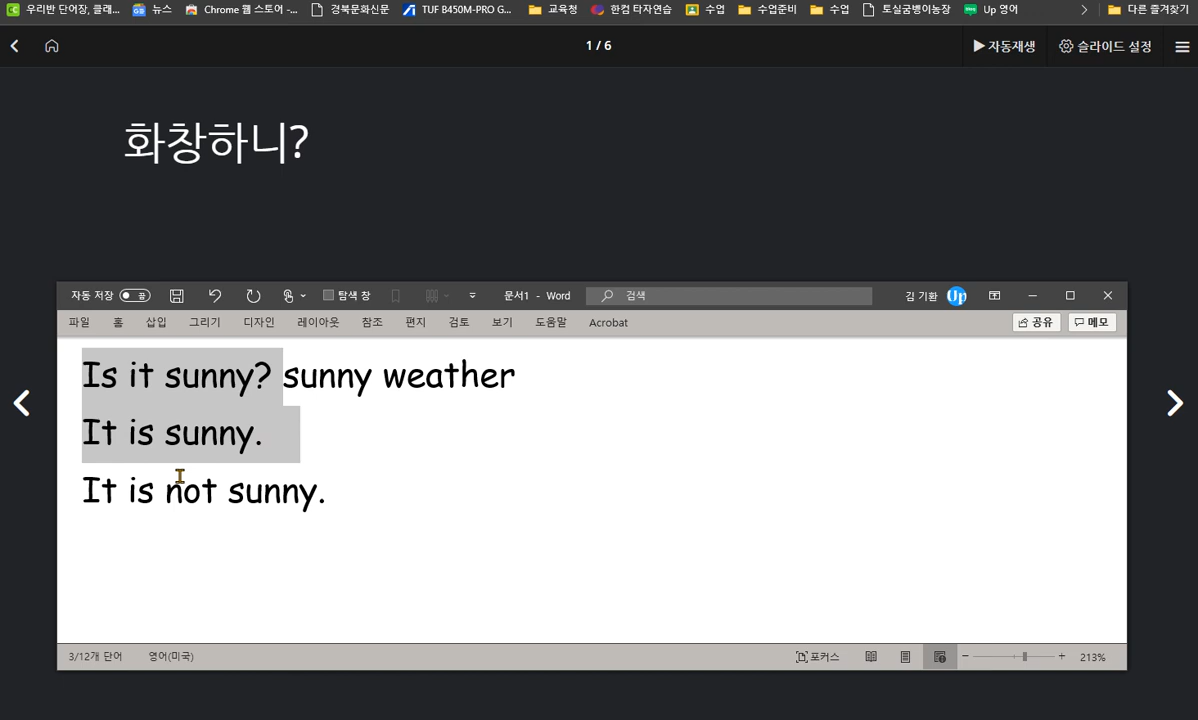 우리반 단어장, 클래... 뉴스 Chrome 웹 스토어 -... 경북문화신문 TUF B450M-PRO G... 교육청 한컴 타자연습 수업 수업준비 수업 토실굼벵이농장 Up 영어 다른 즐겨찾기
1 / 6 자동재생 슬라이드 설정
화창하니?
자동 저장 끔 탐색 창 문서1 - Word 검색 김 기환 Up
파일 홈 삽입 그리기 디자인 레이아웃 참조 편지 검토 보기 도움말 Acrobat 공유 메모
Is it sunny? sunny weather
It is sunny.
It is not sunny.
3/12개 단어 영어(미국) 포커스 213%